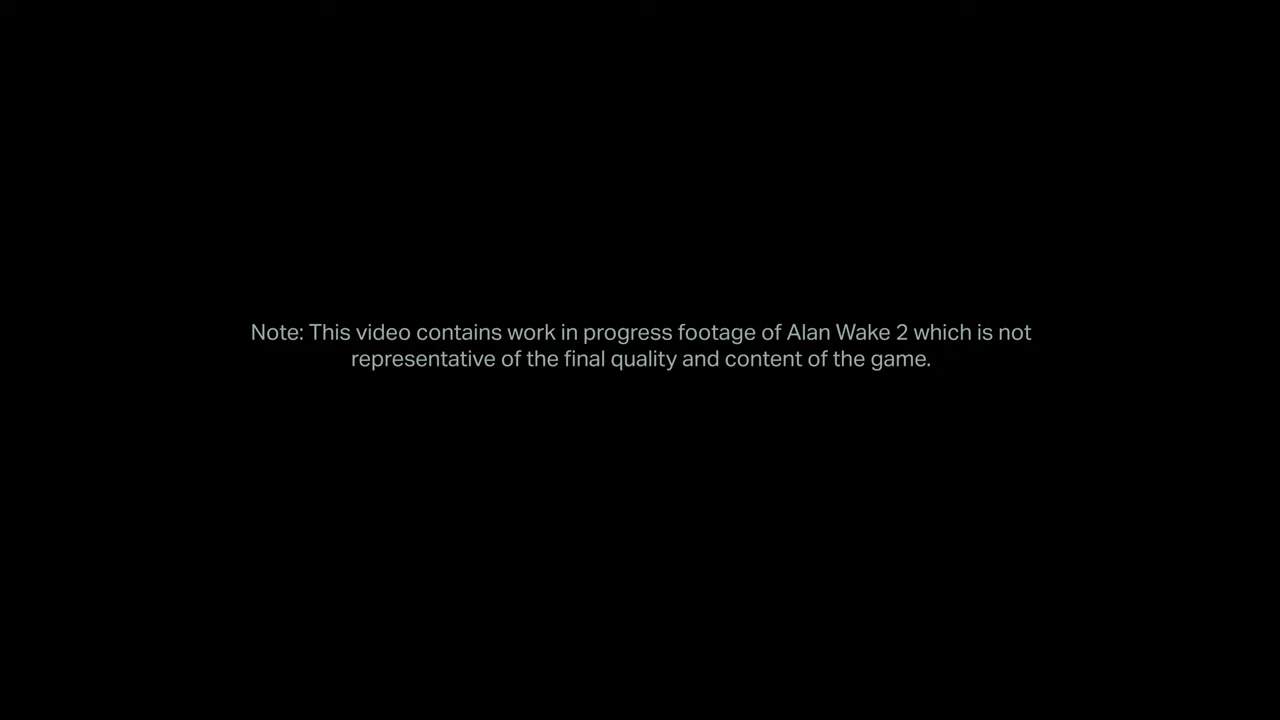 Note: This video contains work in progress footage of Alan Wake 2 which is not
representative of the final quality and content of the game.